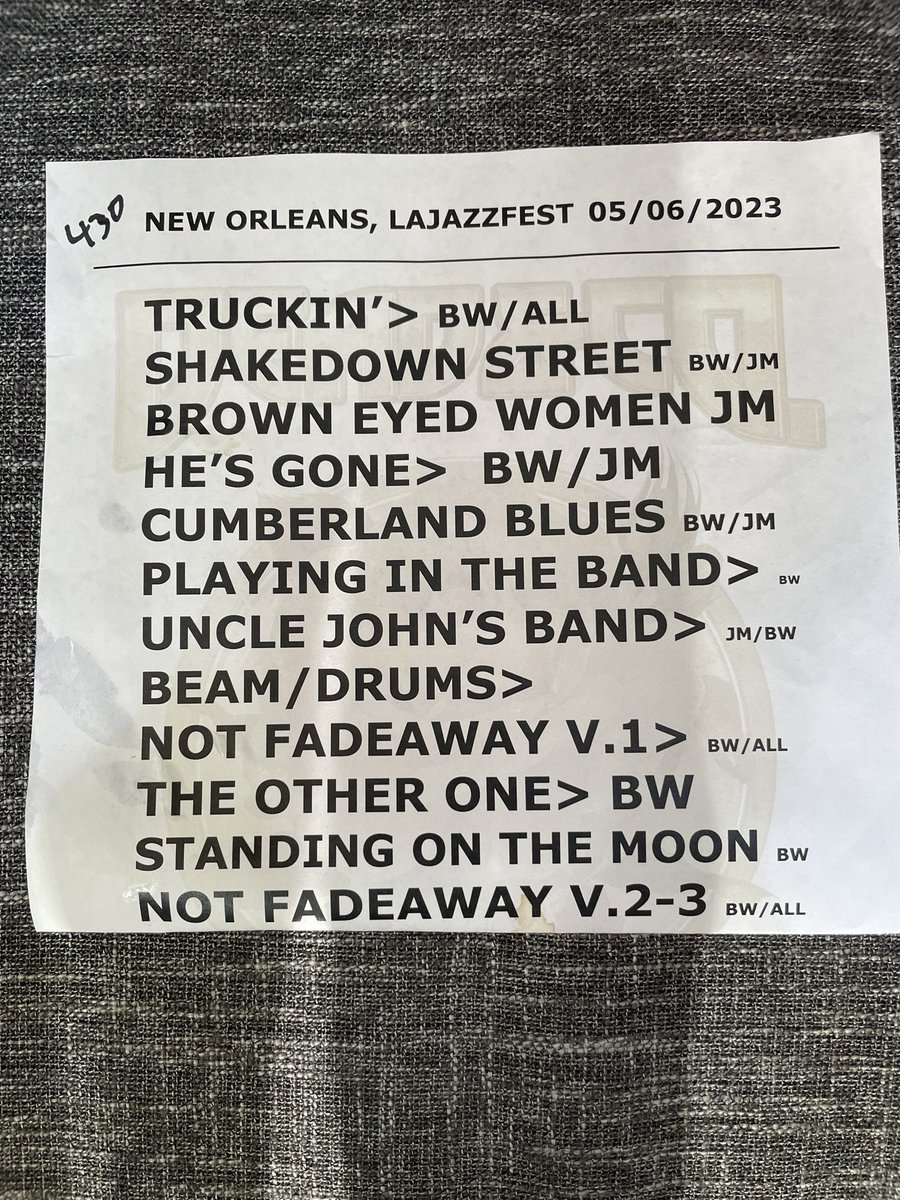 430 NEW ORLEANS, LAJAZZFEST 05/06/2023
TRUCKIN'> BW/ALL
SHAKEDOWN STREET BW/JM
BROWN EYED WOMEN JM
HE'S GONE> BW/JM
CUMBERLAND BLUES BW/JM
PLAYING IN THE BAND> BW
UNCLE JOHN'S BAND> JM/BW
BEAM/DRUMS>
NOT FADEAWAY V.1> BW/ALL
THE OTHER ONE> BW
STANDING ON THE MOON BW
NOT FADEAWAY V.2-3 BW/ALL